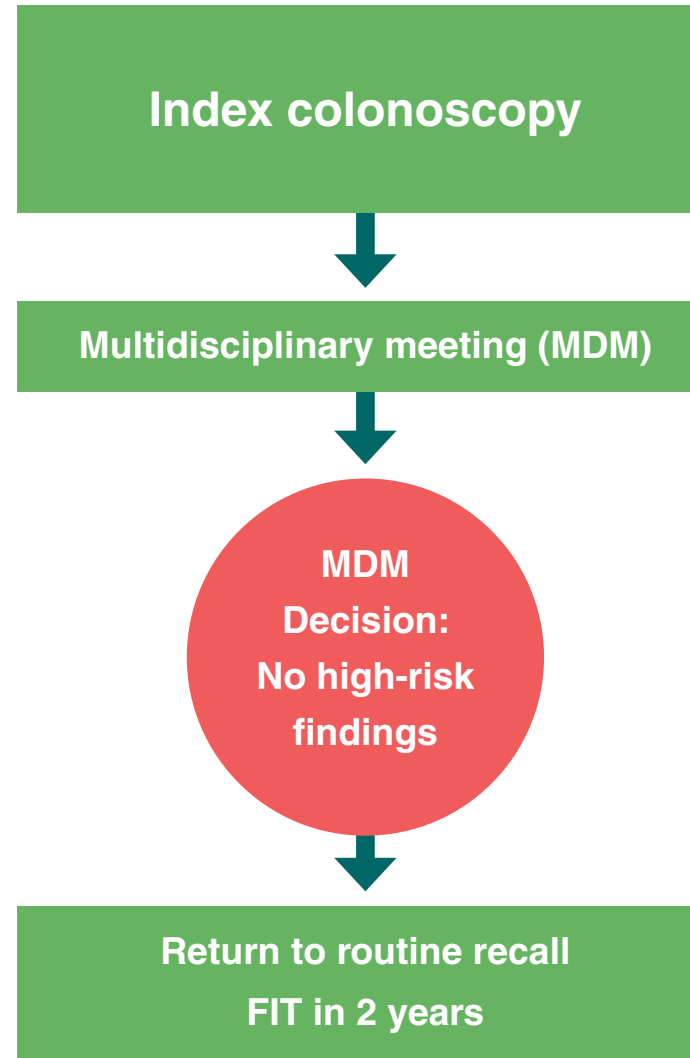 Index colonoscopy
Multidisciplinary meeting (MDM)
MDM
Decision:
No high-risk
findings
Return to routine recall
FIT in 2 years